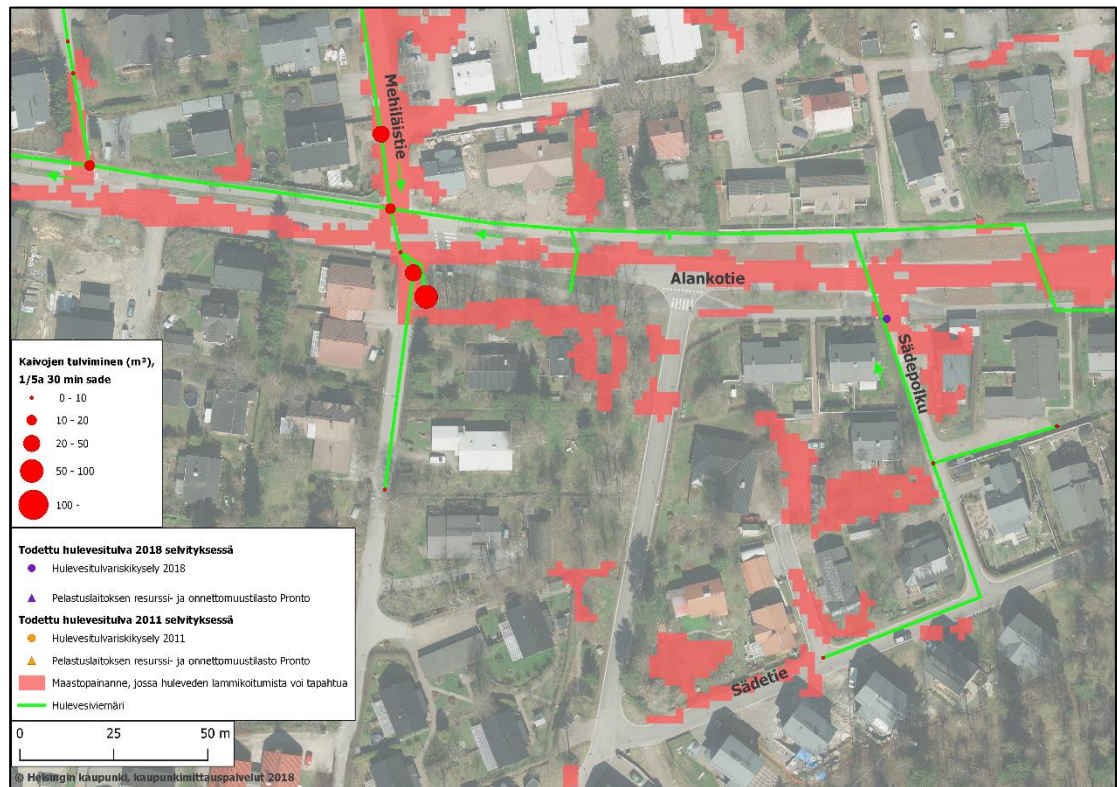 Mehiläistie
Alankotie
Sädepolku
Sädetie
Kaivojen tulviminen (m³),
1/5a 30 min sade
0 - 10
10 - 20
20 - 50
50 - 100
100 -
Todettu hulevesitulva 2018 selvityksessä
Hulevesitulvariskikysely 2018
Pelastuslaitoksen resurssi- ja onnettomuustilasto Pronto
Todettu hulevesitulva 2011 selvityksessä
Hulevesitulvariskikysely 2011
Pelastuslaitoksen resurssi- ja onnettomuustilasto Pronto
Maastopainanne, jossa huleveden lammikoitumista voi tapahtua
Hulevesiviemäri
0 25 50 m
© Helsingin kaupunki, kaupunkimittauspalvelut 2018